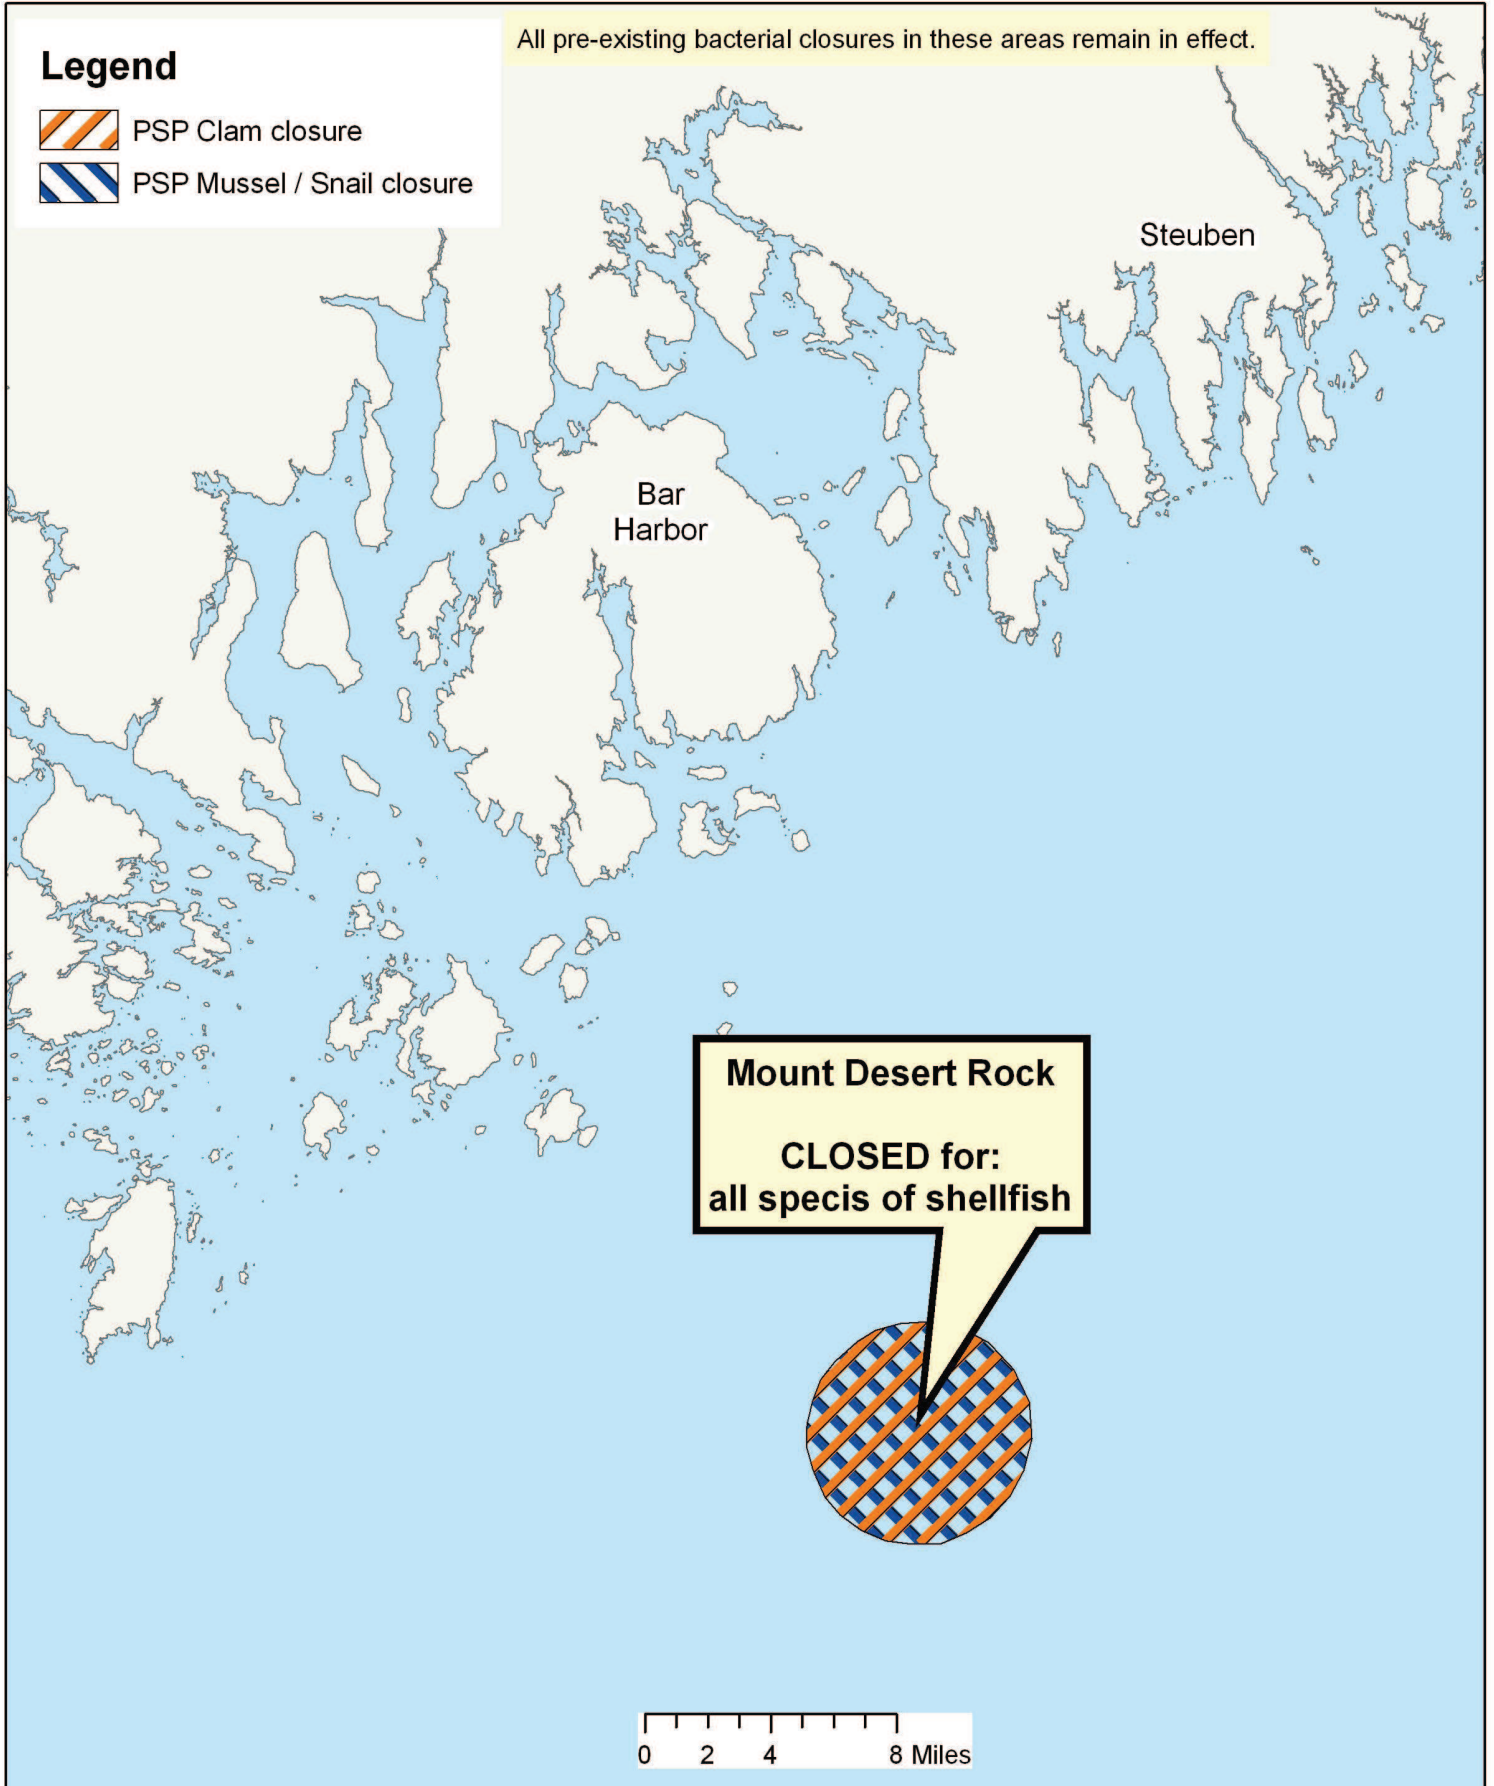 All pre-existing bacterial closures in these areas remain in effect.
Legend
PSP Clam closure
PSP Mussel / Snail closure
Steuben
Bar
Harbor
Mount Desert Rock
CLOSED for:
all specis of shellfish
0 2 4 8 Miles